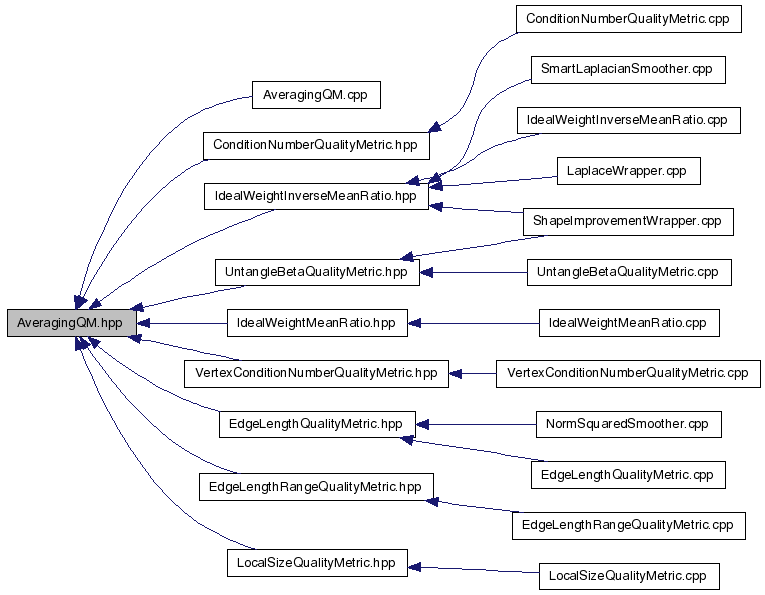 ConditionNumberQualityMetric.cpp
SmartLaplacianSmoother.cpp
AveragingQM.cpp
IdealWeightInverseMeanRatio.cpp
ConditionNumberQualityMetric.hpp
LaplaceWrapper.cpp
IdealWeightInverseMeanRatio.hpp
ShapeImprovementWrapper.cpp
UntangleBetaQualityMetric.hpp
UntangleBetaQualityMetric.cpp
AveragingQM.hpp
IdealWeightMeanRatio.hpp
IdealWeightMeanRatio.cpp
VertexConditionNumberQualityMetric.hpp
VertexConditionNumberQualityMetric.cpp
EdgeLengthQualityMetric.hpp
NormSquaredSmoother.cpp
EdgeLengthQualityMetric.cpp
EdgeLengthRangeQualityMetric.hpp
EdgeLengthRangeQualityMetric.cpp
LocalSizeQualityMetric.hpp
LocalSizeQualityMetric.cpp